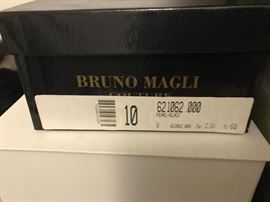 BRUNO MAGLI
COUTURE
10
621062 000
PEARL-BLACK